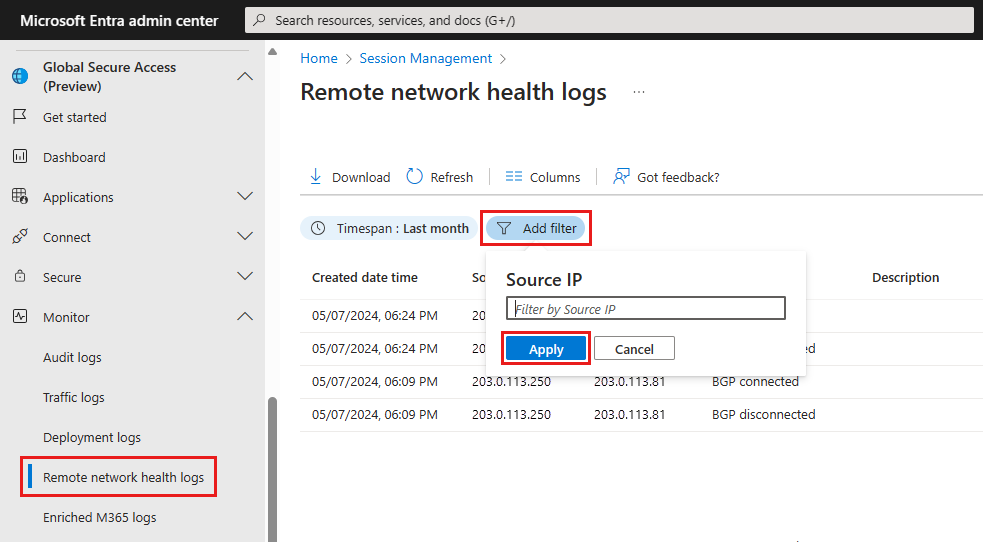 Microsoft Entra admin center
Search resources, services, and docs (G+/)
Global Secure Access
(Preview)
Get started
Dashboard
Applications
Connect
Secure
Monitor
Audit logs
Traffic logs
Deployment logs
Remote network health logs
Enriched M365 logs
Home > Session Management >
Remote network health logs ...
Download Refresh Columns Got feedback?
Timespan : Last month Add filter
Source IP
Filter by Source IP
Apply Cancel
Created date time So Description
05/07/2024, 06:24 PM 20
05/07/2024, 06:24 PM 20 ed
05/07/2024, 06:09 PM 203.0.113.250 203.0.113.81 BGP connected
05/07/2024, 06:09 PM 203.0.113.250 203.0.113.81 BGP disconnected